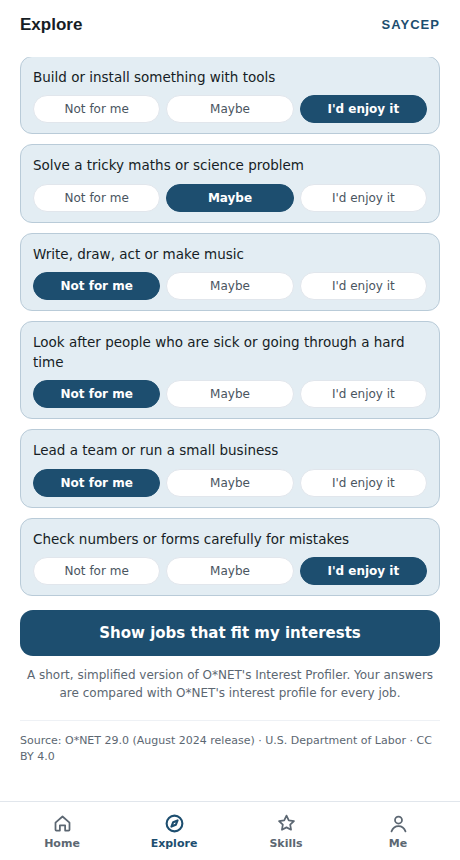 Explore
SAYCEP
Build or install something with tools
Not for me
Maybe
I'd enjoy it
Solve a tricky maths or science problem
Not for me
Maybe
I'd enjoy it
Write, draw, act or make music
Not for me
Maybe
I'd enjoy it
Look after people who are sick or going through a hard
time
Not for me
Maybe
I'd enjoy it
Lead a team or run a small business
Not for me
Maybe
I'd enjoy it
Check numbers or forms carefully for mistakes
Not for me
Maybe
I'd enjoy it
Show jobs that fit my interests
A short, simplified version of O*NET's Interest Profiler. Your answers
are compared with O*NET's interest profile for every job.
Source: O*NET 29.0 (August 2024 release) · U.S. Department of Labor · CC
BY 4.0
Home
Explore
Skills
Me